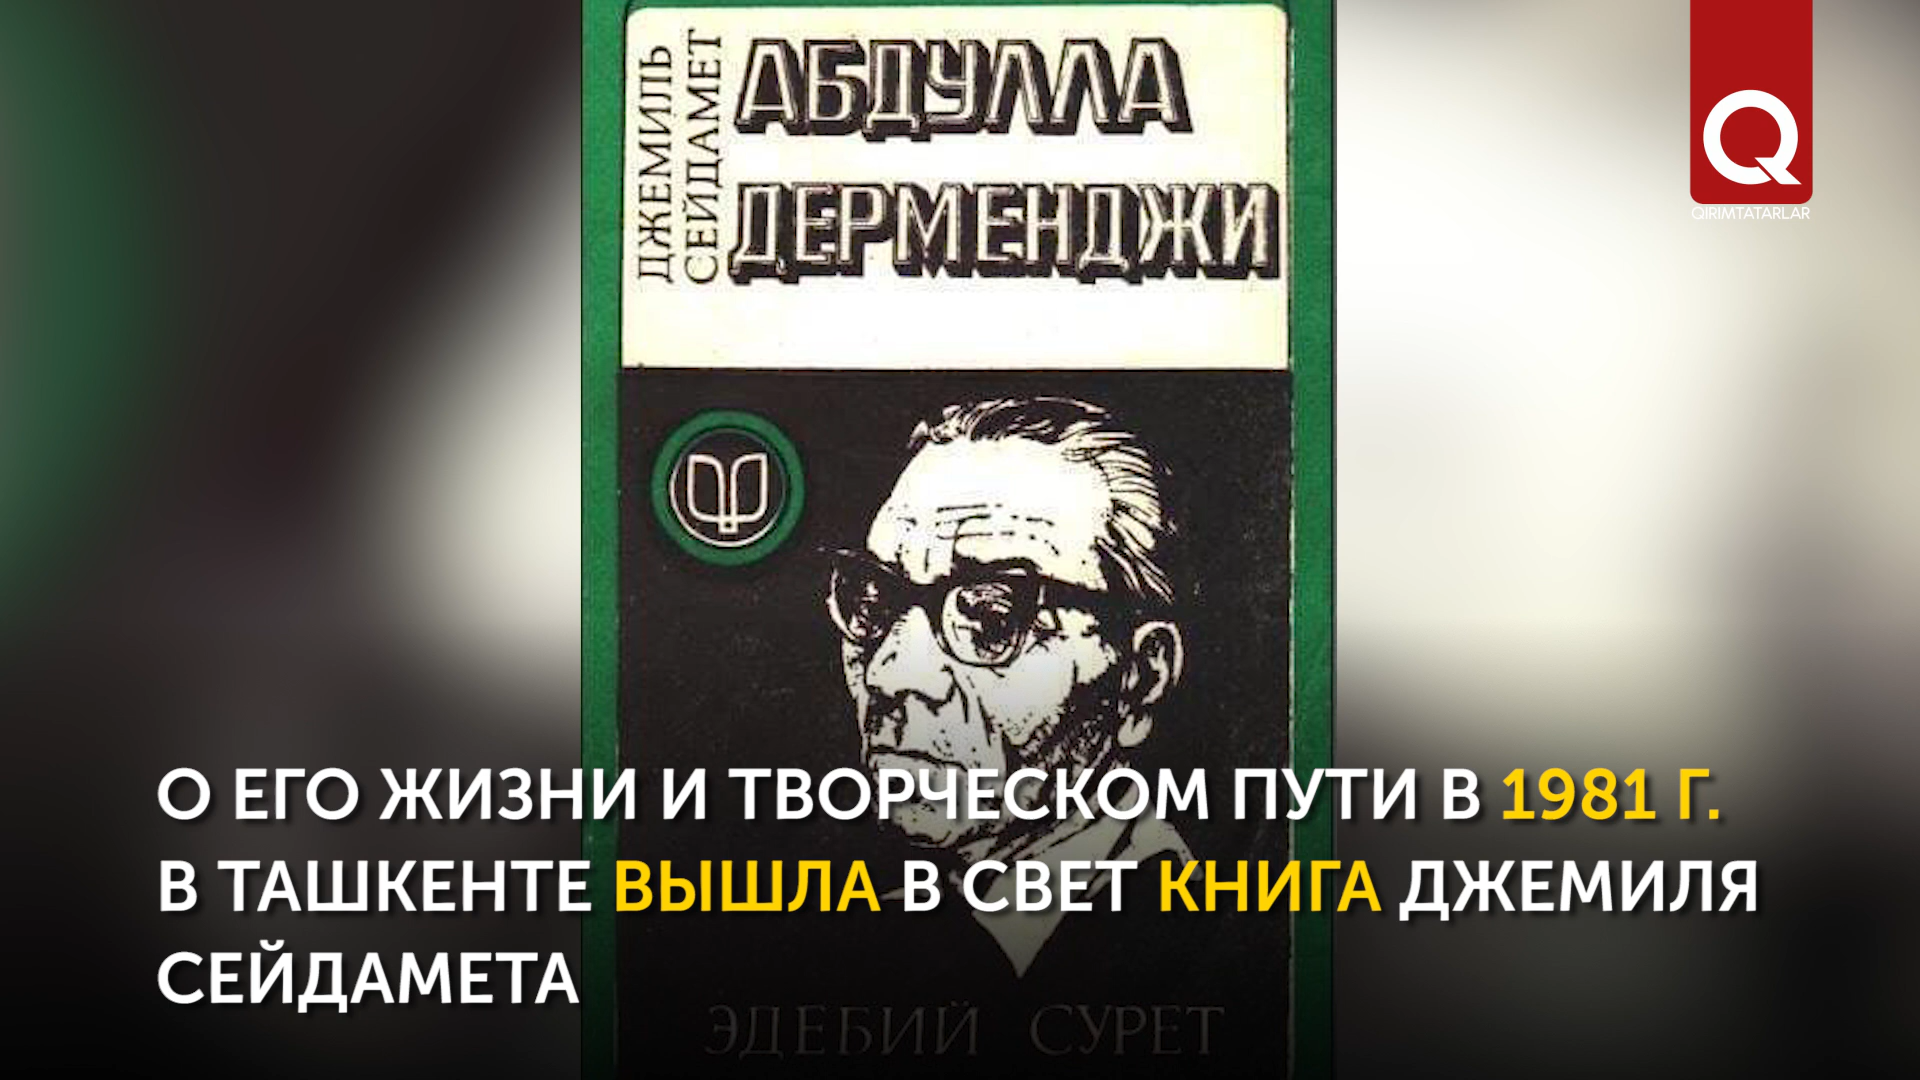 ДЖЕМИЛЬ
СЕЙДАМЕТ
АБДУЛЛА
ДЕРМЕНДЖИ
Q
QIRIMTATARLAR
О ЕГО ЖИЗНИ И ТВОРЧЕСКОМ ПУТИ В 1981 Г.
В ТАШКЕНТЕ ВЫШЛА В СВЕТ КНИГА ДЖЕМИЛЯ
СЕЙДАМЕТА
ЭДЕБИЙ СУРЕТ